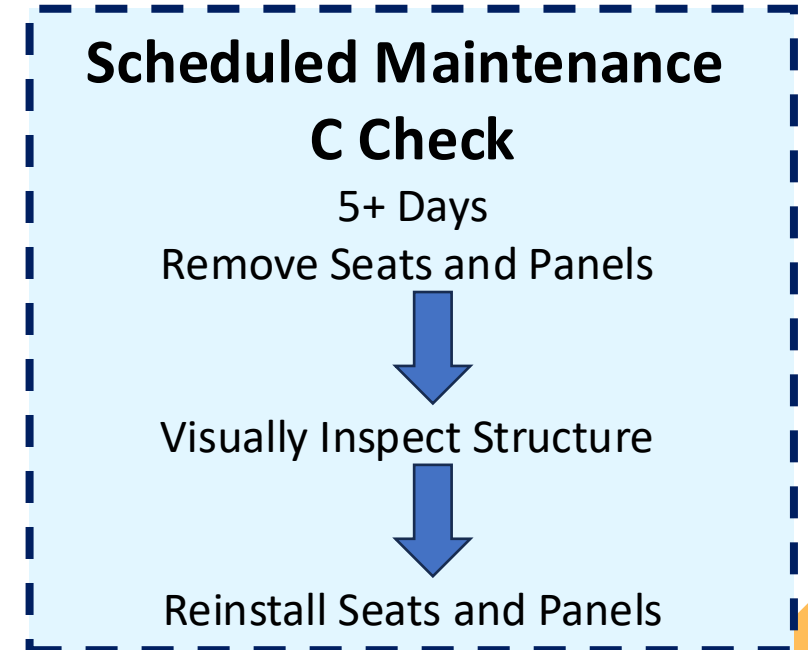 Scheduled Maintenance
C Check
5+ Days
Remove Seats and Panels
Visually Inspect Structure
Reinstall Seats and Panels